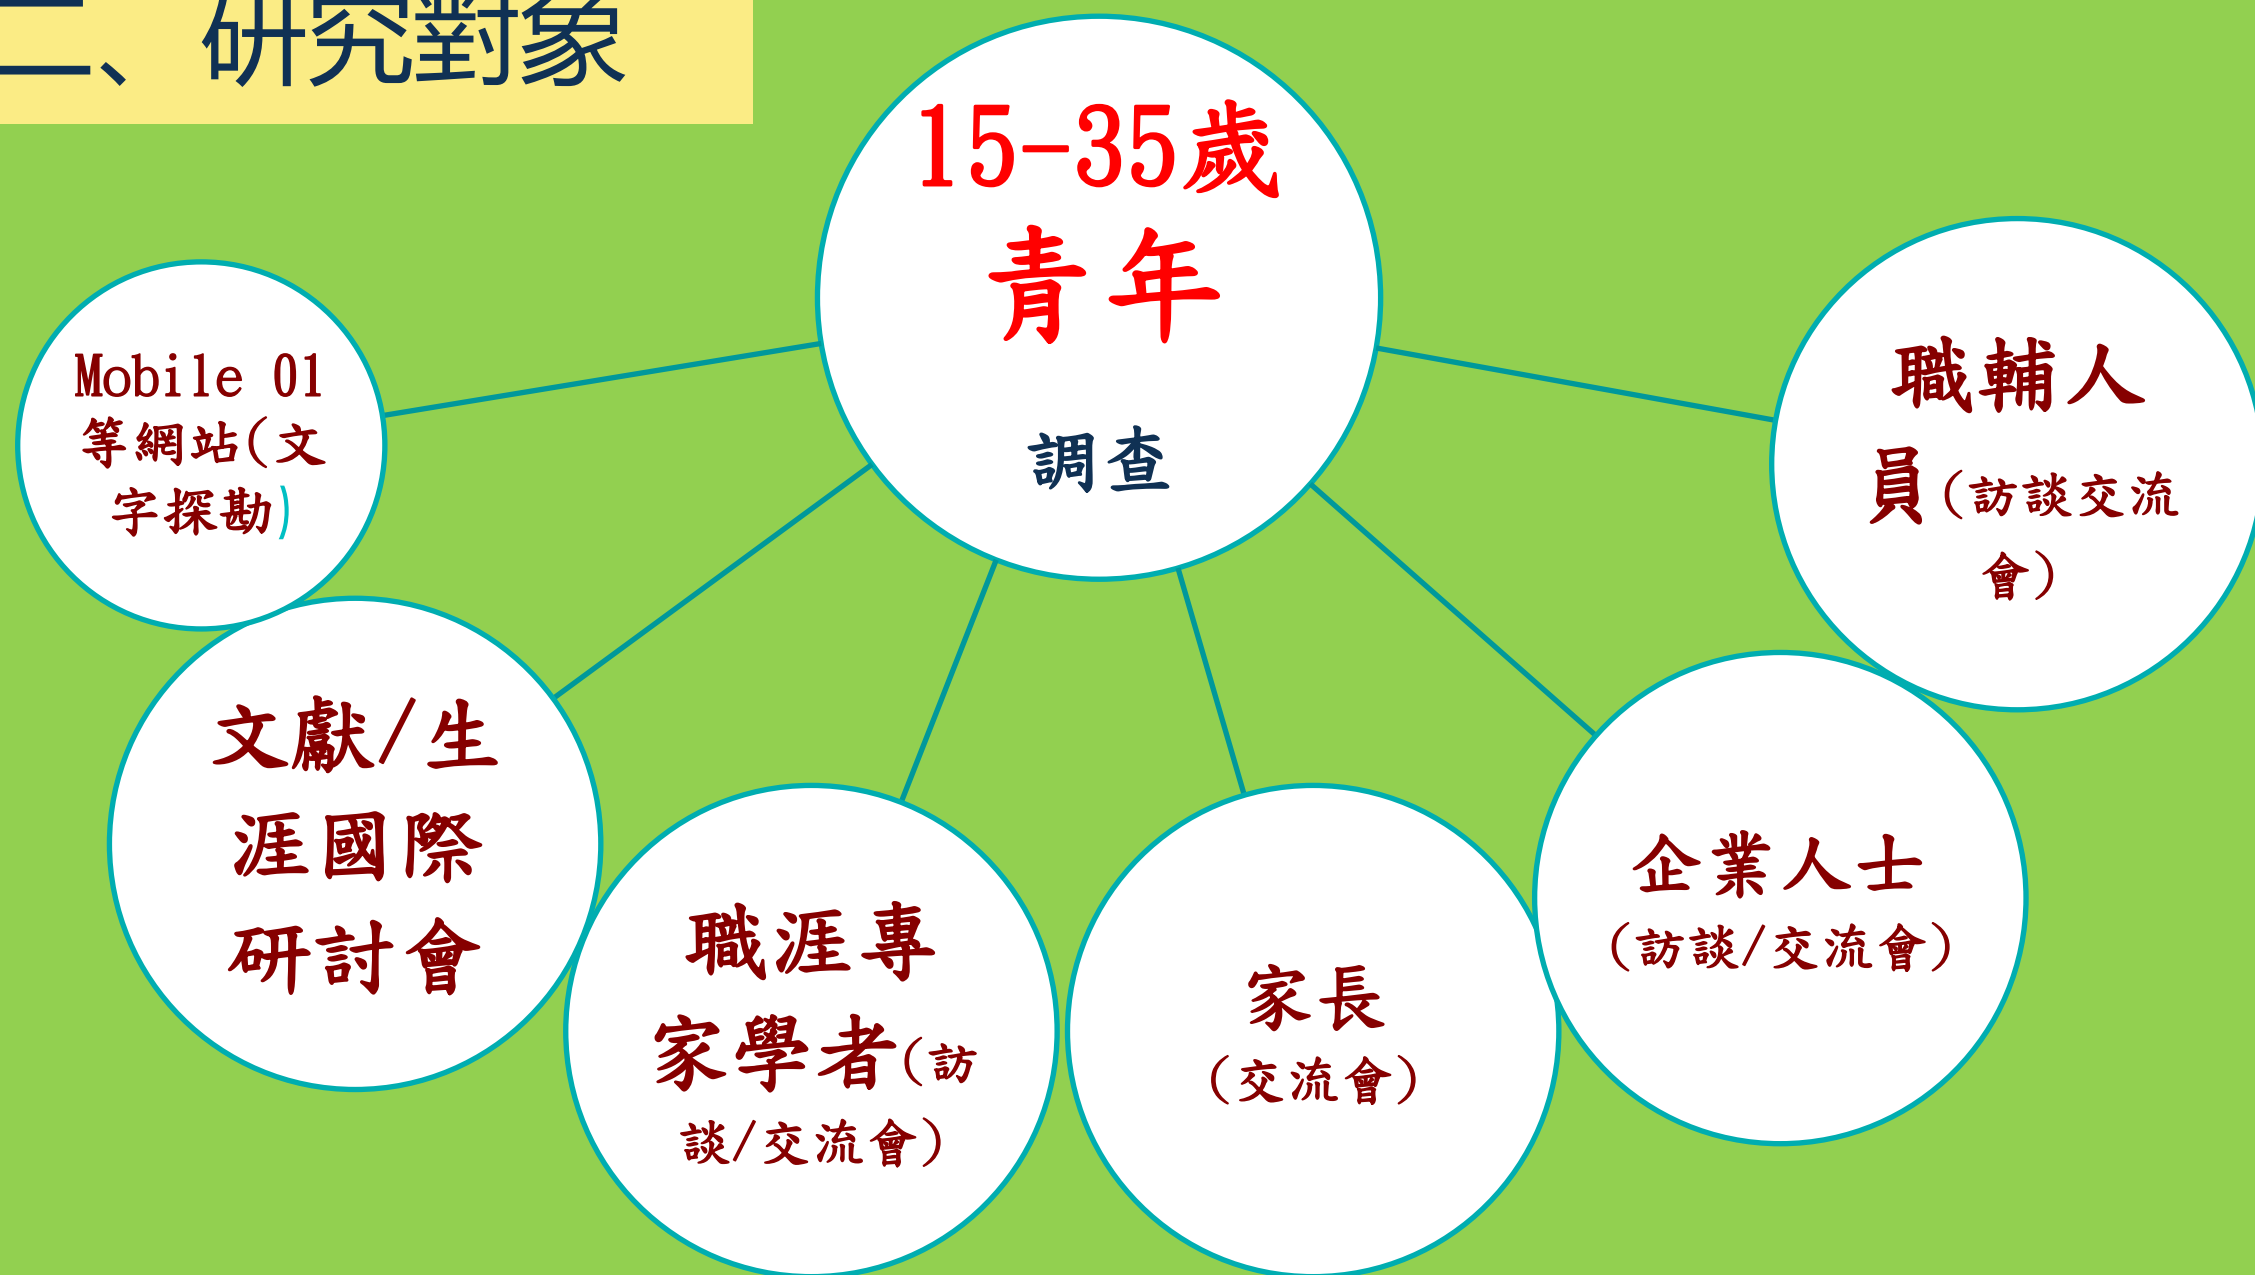 二、研究對象
15-35歲
青年
調查
Mobile 01
等網站(文
字探勘)
文獻/生
涯國際
研討會
職涯專
家學者(訪
談/交流會)
家長
(交流會)
企業人士
(訪談/交流會)
職輔人
員(訪談交流
會)